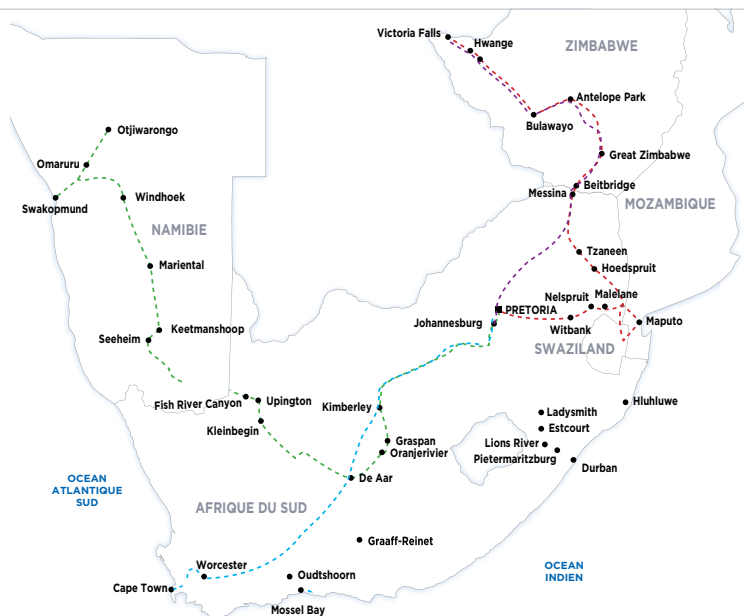 Victoria Falls
Hwange
ZIMBABWE
Antelope Park
Bulawayo
Otjiwarongo
Great Zimbabwe
Omaruru
Beitbridge
Messina
Windhoek
Swakopmund
MOZAMBIQUE
NAMIBIE
Tzaneen
Mariental
Hoedspruit
Nelspruit
Malelane
PRETORIA
Johannesburg
Maputo
Keetmanshoop
Witbank
Seeheim
SWAZILAND
Fish River Canyon
Upington
Kimberley
Hluhluwe
Ladysmith
Kleinbegin
Estcourt
Graspan
Lions River
Oranjerivier
Pietermaritzburg
Durban
De Aar
OCEAN
ATLANTIQUE
SUD
AFRIQUE DU SUD
Graaff-Reinet
Worcester
OCEAN
INDIEN
Oudtshoorn
Cape Town
Mossel Bay